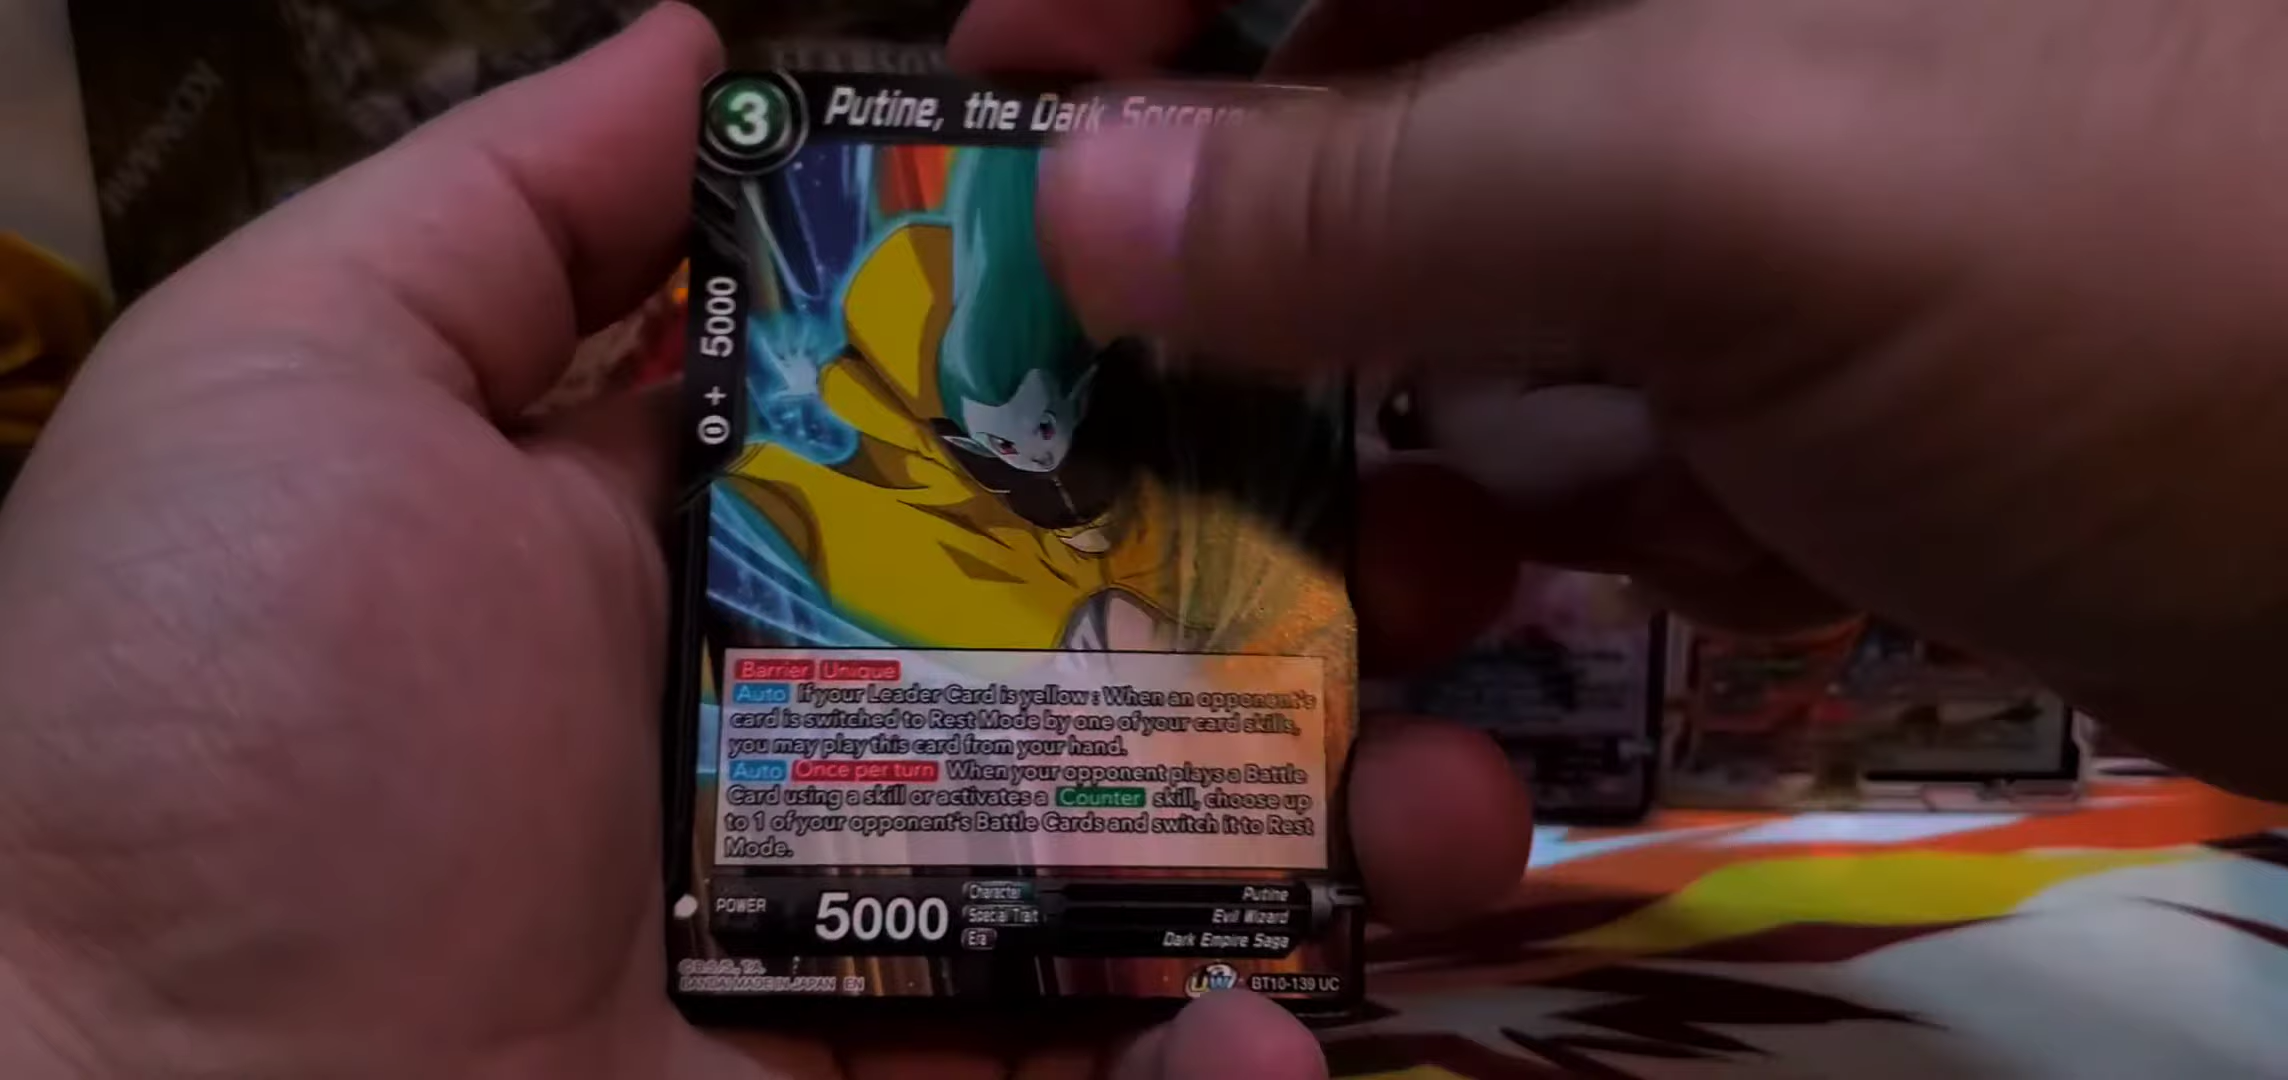 3
Putine, the Dark Sorcere
0 + 5000
Barrier Unique
Auto If your Leader Card is yellow : When an opponent's
card is switched to Rest Mode by one of your card skills,
you may play this card from your hand.
Auto Once per turn When your opponent plays a Battle
Card using a skill or activates a Counter skill, choose up
to 1 of your opponent's Battle Cards and switch it to Rest
Mode.
POWER 5000
Character Putine
Special Trait Evil Wizard
Era Dark Empire Saga
©B.S./S., T.A.
BANDAI MADE IN JAPAN EN
UW BT10-139 UC